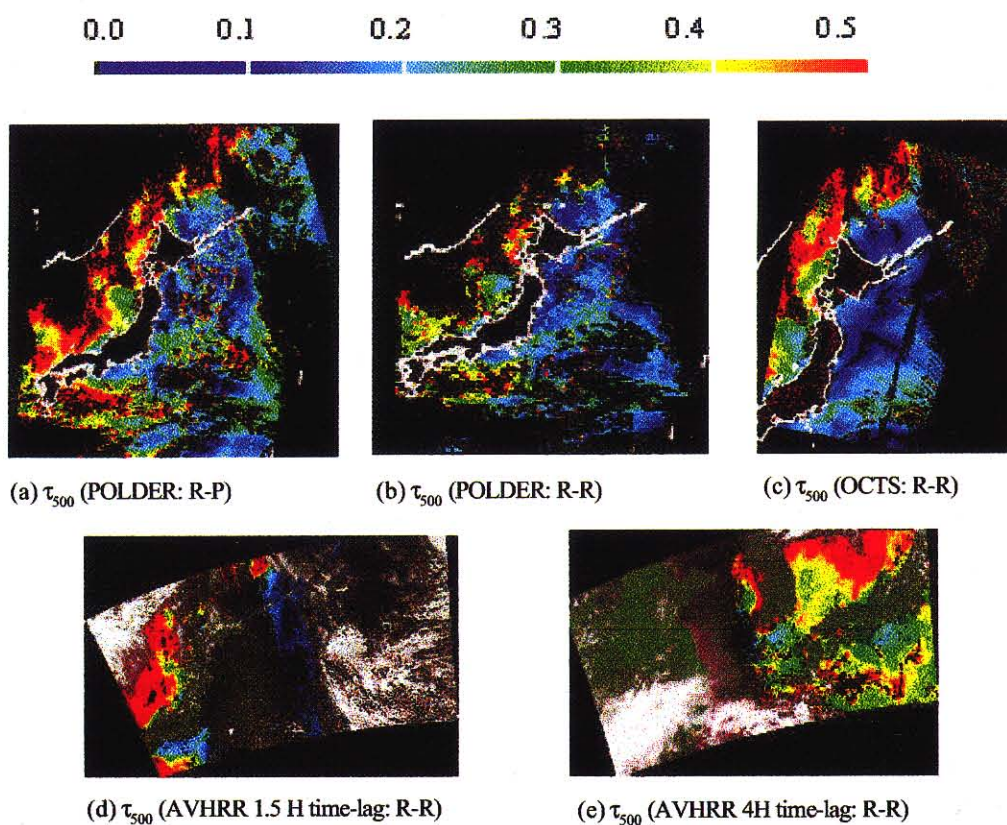 0.0 0.1 0.2 0.3 0.4 0.5
(a) τ500 (POLDER: R-P)
(b) τ500 (POLDER: R-R)
(c) τ500 (OCTS: R-R)
(d) τ500 (AVHRR 1.5 H time-lag: R-R)
(e) τ500 (AVHRR 4H time-lag: R-R)